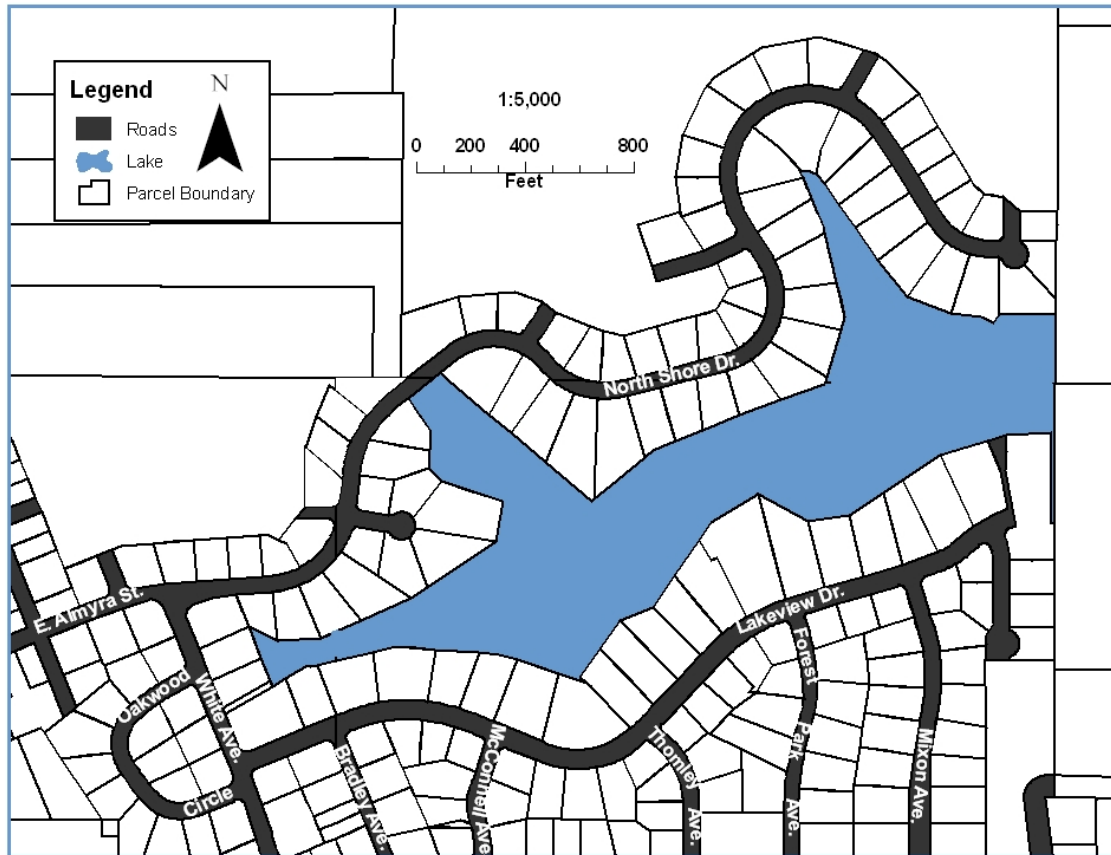 Legend
N
Roads
Lake
Parcel Boundary
1:5,000
0 200 400 800
Feet
North Shore Dr.
E. Almyra St.
Lakeview Dr.
Oakwood
Circle
White Ave.
Bradley Ave.
McConnell Ave
Thomley
Ave.
Forest
Park
Ave.
Mixon Ave.